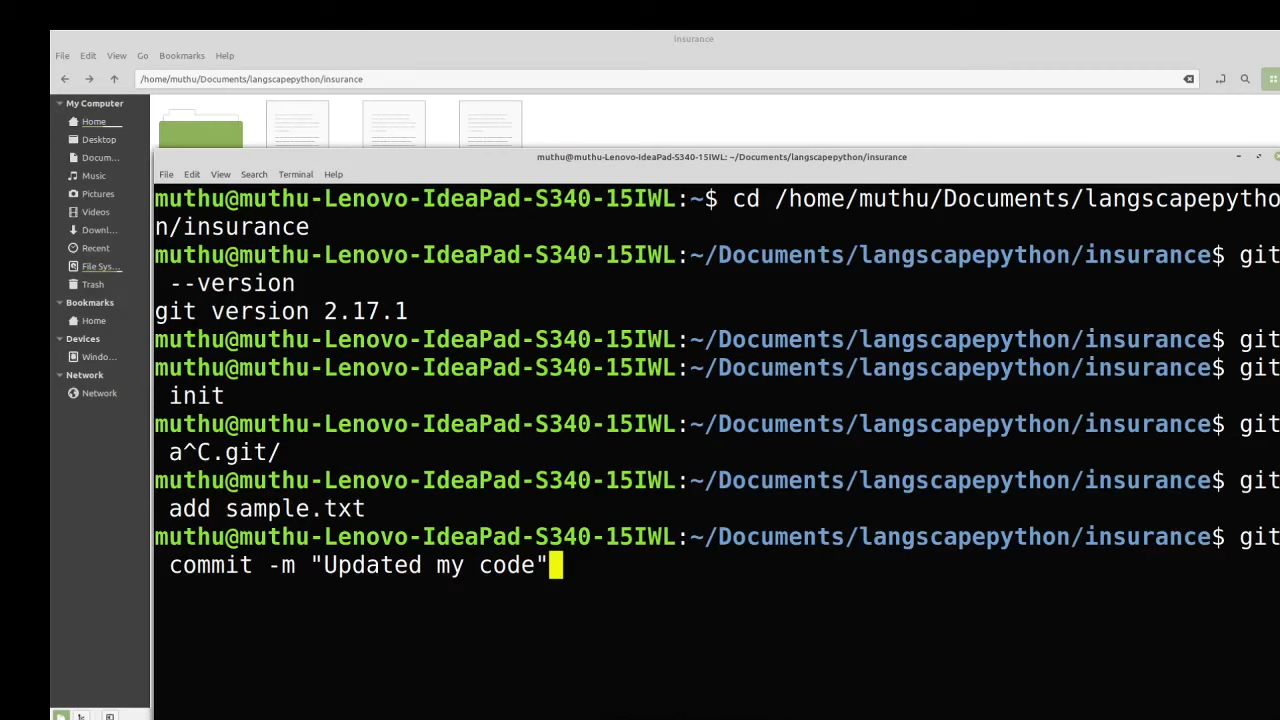 insurance
File Edit View Go Bookmarks Help
/home/muthu/Documents/langscapepython/insurance
My Computer
Home
Desktop
Docum...
Music
Pictures
Videos
Downl...
Recent
File Sys...
Trash
Bookmarks
Home
Devices
Windo...
Network
Network
muthu@muthu-Lenovo-IdeaPad-S340-15IWL: ~/Documents/langscapepython/insurance
File Edit View Search Terminal Help
muthu@muthu-Lenovo-IdeaPad-S340-15IWL:~$ cd /home/muthu/Documents/langscapepytho
n/insurance
muthu@muthu-Lenovo-IdeaPad-S340-15IWL:~/Documents/langscapepython/insurance$ git
--version
git version 2.17.1
muthu@muthu-Lenovo-IdeaPad-S340-15IWL:~/Documents/langscapepython/insurance$ git
muthu@muthu-Lenovo-IdeaPad-S340-15IWL:~/Documents/langscapepython/insurance$ git
init
muthu@muthu-Lenovo-IdeaPad-S340-15IWL:~/Documents/langscapepython/insurance$ git
a^C.git/
muthu@muthu-Lenovo-IdeaPad-S340-15IWL:~/Documents/langscapepython/insurance$ git
add sample.txt
muthu@muthu-Lenovo-IdeaPad-S340-15IWL:~/Documents/langscapepython/insurance$ git
commit -m "Updated my code"